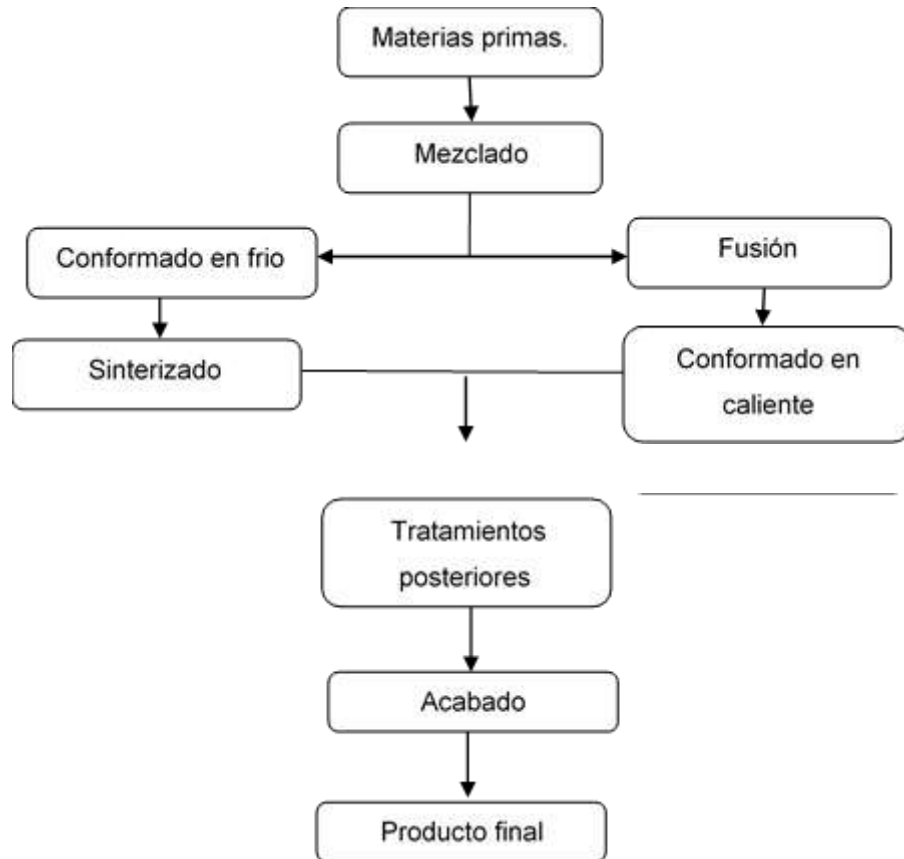 Materias primas.
Mezclado
Conformado en frio
Fusión
Sinterizado
Conformado en
caliente
Tratamientos
posteriores
Acabado
Producto final